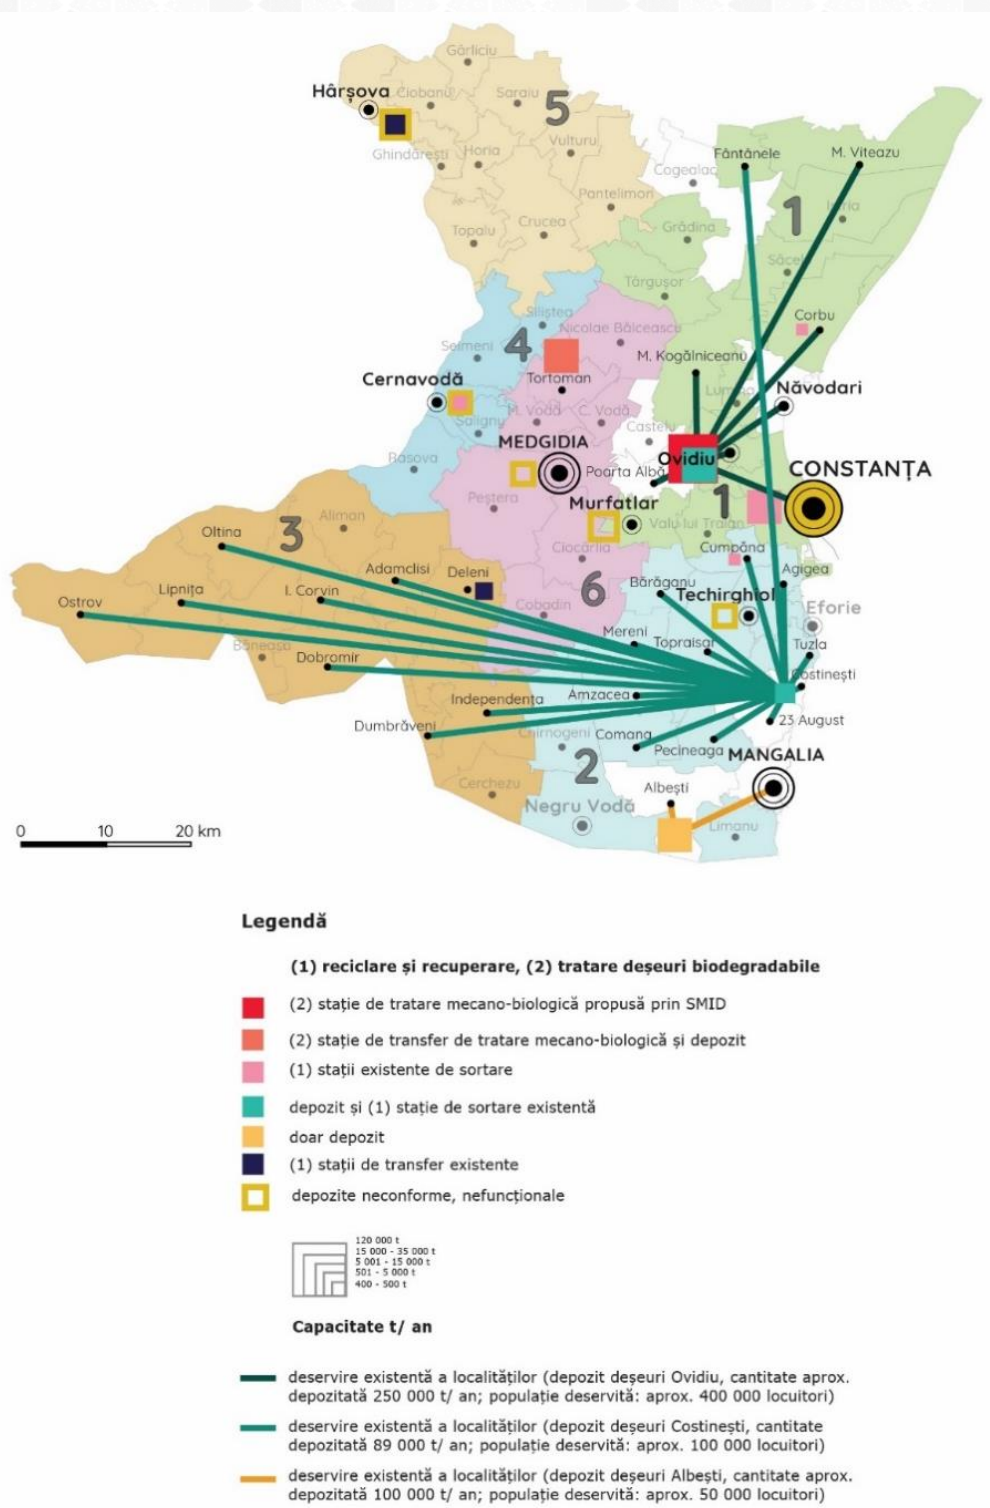 Gârliciu
Hârșova
Ciobanu
Saraiu
5
Ghindărești
Horia
Vulturu
Fântânele
M. Viteazu
Cogealac
Pantelimon
1
Istria
Topalu
Crucea
Grădina
Săcele
Târgușor
Siliștea
Nicolae Bălcescu
Corbu
Seimeni
4
M. Kogălniceanu
Cernavodă
Tortoman
Lumina
Năvodari
M. Vodă
C. Vodă
Saligny
Castelu
MEDGIDIA
Rasova
Poarta Albă
Ovidiu
CONSTANȚA
Peștera
Murfatlar
1
Valu lui Traian
Oltina
3
Aliman
Ciocârlia
Cumpăna
Adamclisi
Deleni
6
Bărăganu
Agigea
Lipnița
I. Corvin
Techirghiol
Ostrov
Cobadin
Eforie
Mereni
Topraisar
Tuzla
Băneasa
Dobromir
Costinești
Independența
Amzacea
23 August
Dumbrăveni
Chirnogeni
Comana
Pecineaga
MANGALIA
2
Cerchezu
Albești
Negru Vodă
Limanu
0 10 20 km
Legendă
(1) reciclare și recuperare, (2) tratare deșeuri biodegradabile
(2) stație de tratare mecano-biologică propusă prin SMID
(2) stație de transfer de tratare mecano-biologică și depozit
(1) stații existente de sortare
depozit și (1) stație de sortare existentă
doar depozit
(1) stații de transfer existente
depozite neconforme, nefuncționale
120 000 t
15 000 - 35 000 t
5 001 - 15 000 t
501 - 5 000 t
400 - 500 t
Capacitate t/ an
deservire existentă a localităților (depozit deșeuri Ovidiu, cantitate aprox.
depozitată 250 000 t/ an; populație deservită: aprox. 400 000 locuitori)
deservire existentă a localităților (depozit deșeuri Costinești, cantitate
depozitată 89 000 t/ an; populație deservită: aprox. 100 000 locuitori)
deservire existentă a localităților (depozit deșeuri Albești, cantitate aprox.
depozitată 100 000 t/ an; populație deservită: aprox. 50 000 locuitori)